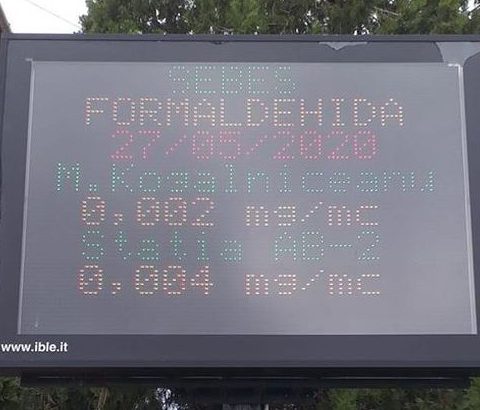 SEBES
FORMALDEHIDA
27/05/2020
M.Kogalniceanu
0,002 mg/mc
Statia AB-2
0,004 mg/mc
www.ible.it